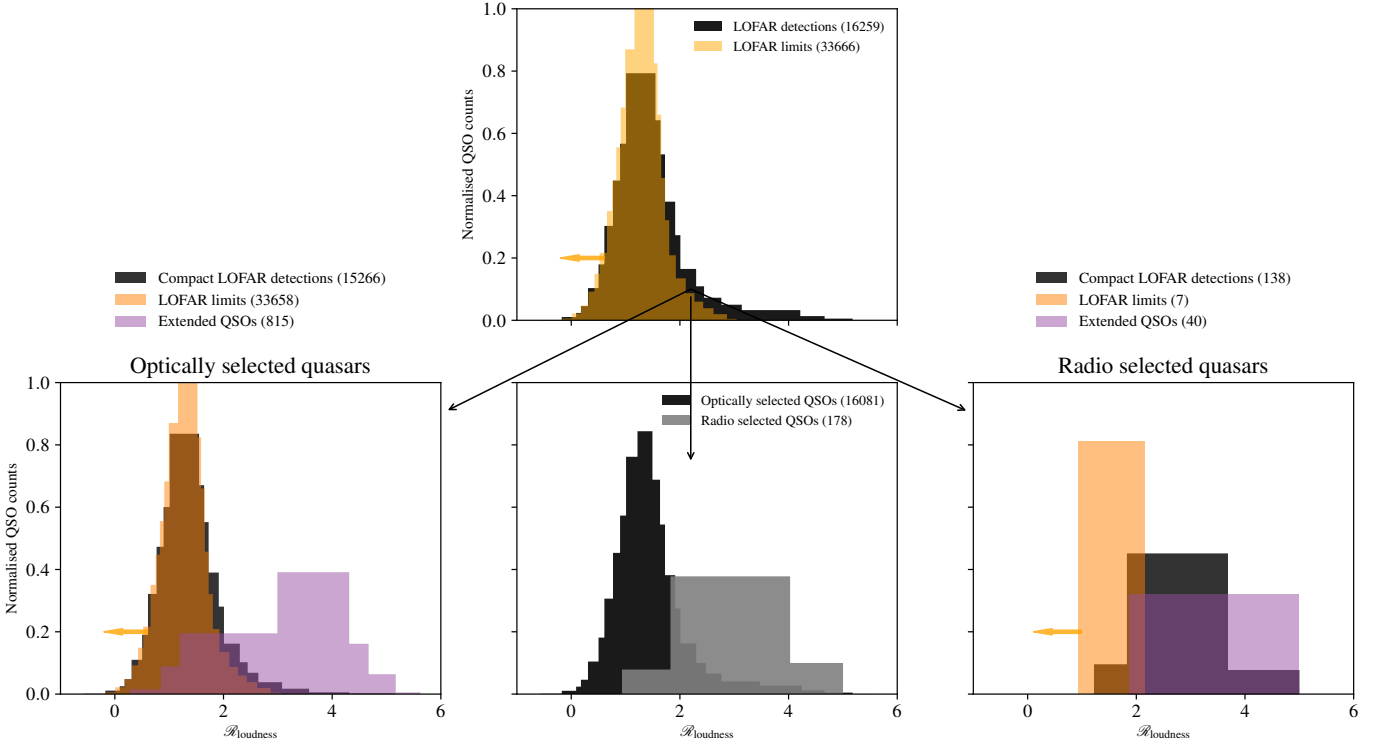 LOFAR detections (16259)
LOFAR limits (33666)
Normalised QSO counts
1.0
0.8
0.6
0.4
0.2
0.0
Compact LOFAR detections (15266)
LOFAR limits (33658)
Extended QSOs (815)
Compact LOFAR detections (138)
LOFAR limits (7)
Extended QSOs (40)
Optically selected quasars
Normalised QSO counts
1.0
0.8
0.6
0.4
0.2
0.0
0 2 4 6
ℛloudness
Optically selected QSOs (16081)
Radio selected QSOs (178)
0 2 4 6
ℛloudness
Radio selected quasars
0 2 4 6
ℛloudness